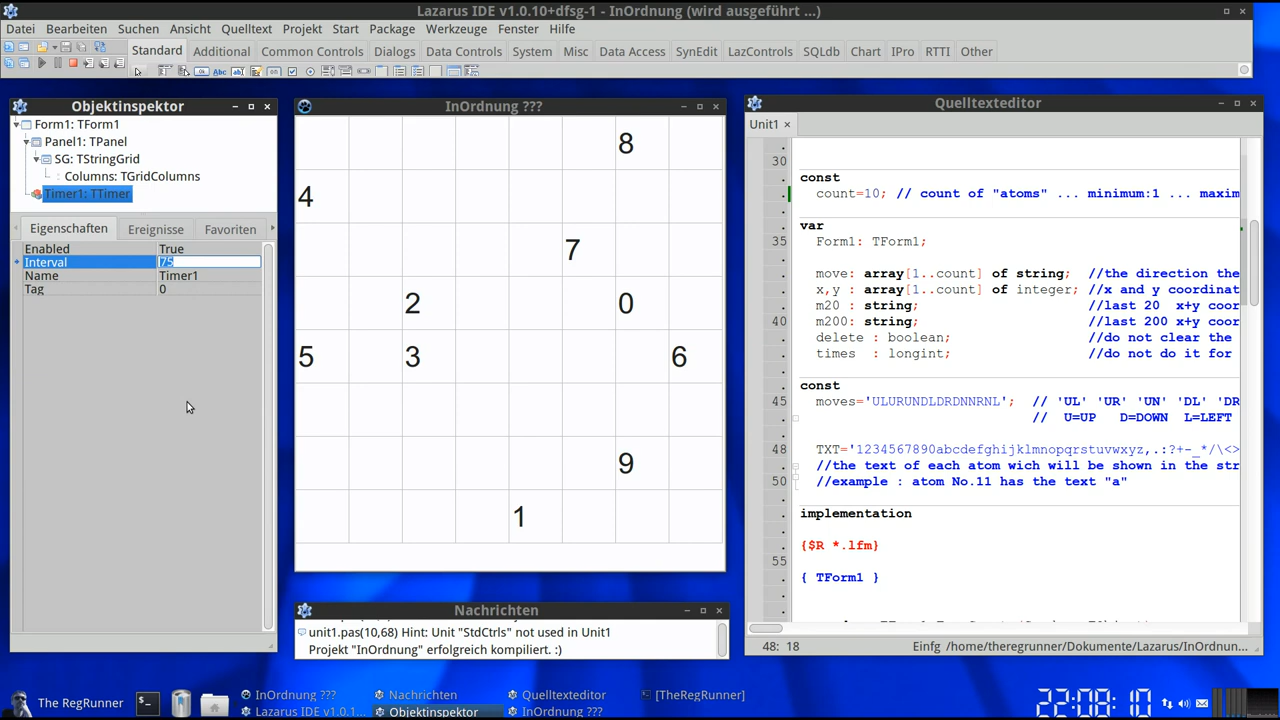 Lazarus IDE v1.0.10+dfsg-1 - InOrdnung (wird ausgeführt ...)
Datei Bearbeiten Suchen Ansicht Quelltext Projekt Start Package Werkzeuge Fenster Hilfe
Standard Additional Common Controls Dialogs Data Controls System Misc Data Access SynEdit LazControls SQLdb Chart IPro RTTI Other
Objektinspektor
Form1: TForm1
Panel1: TPanel
SG: TStringGrid
Columns: TGridColumns
Timer1: TTimer
Eigenschaften Ereignisse Favoriten
Enabled True
Interval 75
Name Timer1
Tag 0
InOrdnung ???
8
4
7
2 0
5 3 6
9
1
Nachrichten
unit1.pas(10,68) Hint: Unit "StdCtrls" not used in Unit1
Projekt "InOrdnung" erfolgreich kompiliert. :)
Quelltexteditor
Unit1
30
const
count=10; // count of "atoms" ... minimum:1 ... maxim
var
35 Form1: TForm1;
move: array[1..count] of string; //the direction the
x,y : array[1..count] of integer; //x and y coordinat
m20 : string; //last 20 x+y coor
40 m200: string; //last 200 x+y coor
delete : boolean; //do not clear the
times : longint; //do not do it for
const
45 moves='ULURUNDLDRDNNRNL'; // 'UL' 'UR' 'UN' 'DL' 'DR
// U=UP D=DOWN L=LEFT
48 TXT='1234567890abcdefghijklmnopqrstuvwxyz,.:?+-_*/\<>
//the text of each atom wich will be shown in the str
50 //example : atom No.11 has the text "a"
implementation
55 {$R *.lfm}
{ TForm1 }
48: 18 Einfg /home/theregrunner/Dokumente/Lazarus/InOrdnun...
The RegRunner
InOrdnung ??? Nachrichten Quelltexteditor [TheRegRunner]
Lazarus IDE v1.0.1... Objektinspektor InOrdnung ???
22:08:10